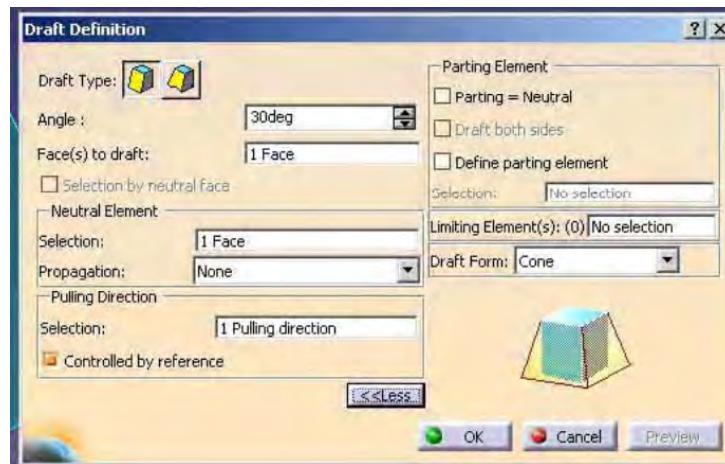 Draft Definition
Draft Type:
Angle :
30deg
Face(s) to draft:
1 Face
Selection by neutral face
Neutral Element
Selection:
1 Face
Propagation:
None
Pulling Direction
Selection:
1 Pulling direction
Controlled by reference
<<Less
Parting Element
Parting = Neutral
Draft both sides
Define parting element
Selection:
No selection
Limiting Element(s): (0) No selection
Draft Form: Cone
OK
Cancel
Preview